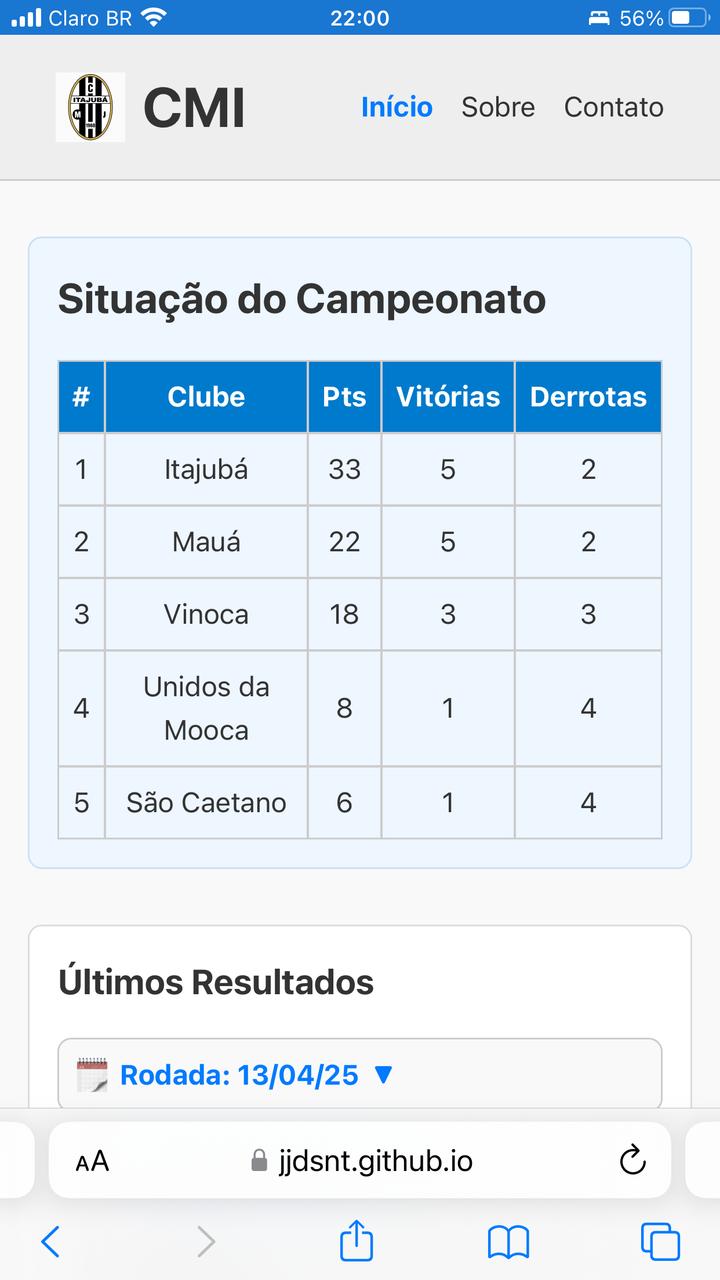 Claro BR 22:00 56%
C
ITAJUBÁ
M J
CMI Início Sobre Contato
Situação do Campeonato
# Clube Pts Vitórias Derrotas
1 Itajubá 33 5 2
2 Mauá 22 5 2
3 Vinoca 18 3 3
4 Unidos da Mooca 8 1 4
5 São Caetano 6 1 4
Últimos Resultados
Rodada: 13/04/25 ▼
AA jjdsnt.github.io